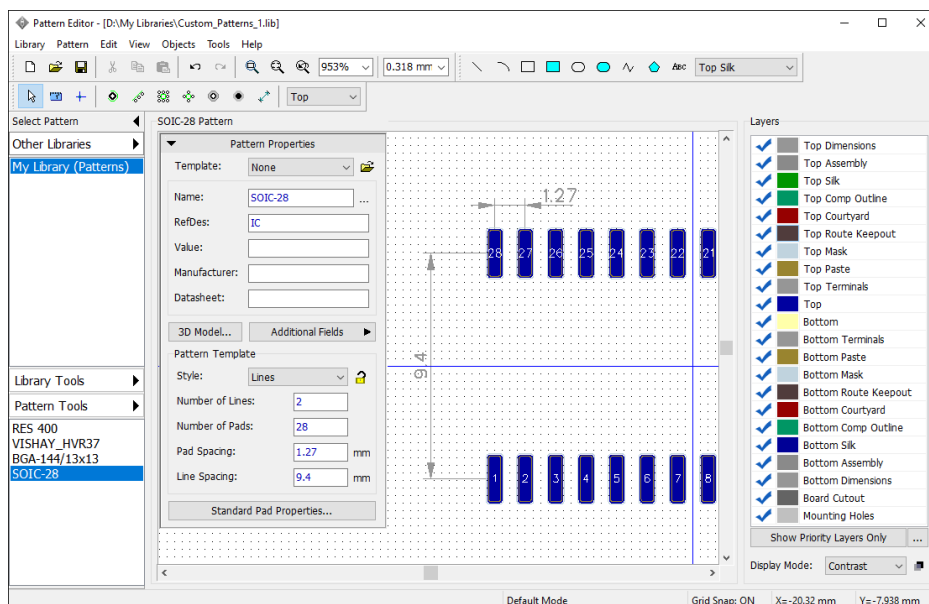 Pattern Editor - [D:\My Libraries\Custom_Patterns_1.lib]
Library Pattern Edit View Objects Tools Help
953% 0.318 mm ABC Top Silk
Top
Select Pattern
Other Libraries
My Library (Patterns)
Library Tools
Pattern Tools
RES 400
VISHAY_HVR37
BGA-144/13x13
SOIC-28
SOIC-28 Pattern
Pattern Properties
Template: None
Name: SOIC-28 ...
RefDes: IC
Value:
Manufacturer:
Datasheet:
3D Model... Additional Fields
Pattern Template
Style: Lines
Number of Lines: 2
Number of Pads: 28
Pad Spacing: 1.27 mm
Line Spacing: 9.4 mm
Standard Pad Properties...
1.27
28 27 26 25 24 23 22 21
9.4
1 2 3 4 5 6 7 8
Layers
Top Dimensions
Top Assembly
Top Silk
Top Comp Outline
Top Courtyard
Top Route Keepout
Top Mask
Top Paste
Top Terminals
Top
Bottom
Bottom Terminals
Bottom Paste
Bottom Mask
Bottom Route Keepout
Bottom Courtyard
Bottom Comp Outline
Bottom Silk
Bottom Assembly
Bottom Dimensions
Board Cutout
Mounting Holes
Show Priority Layers Only ...
Display Mode: Contrast
Default Mode Grid Snap: ON X=-20.32 mm Y=-7.938 mm